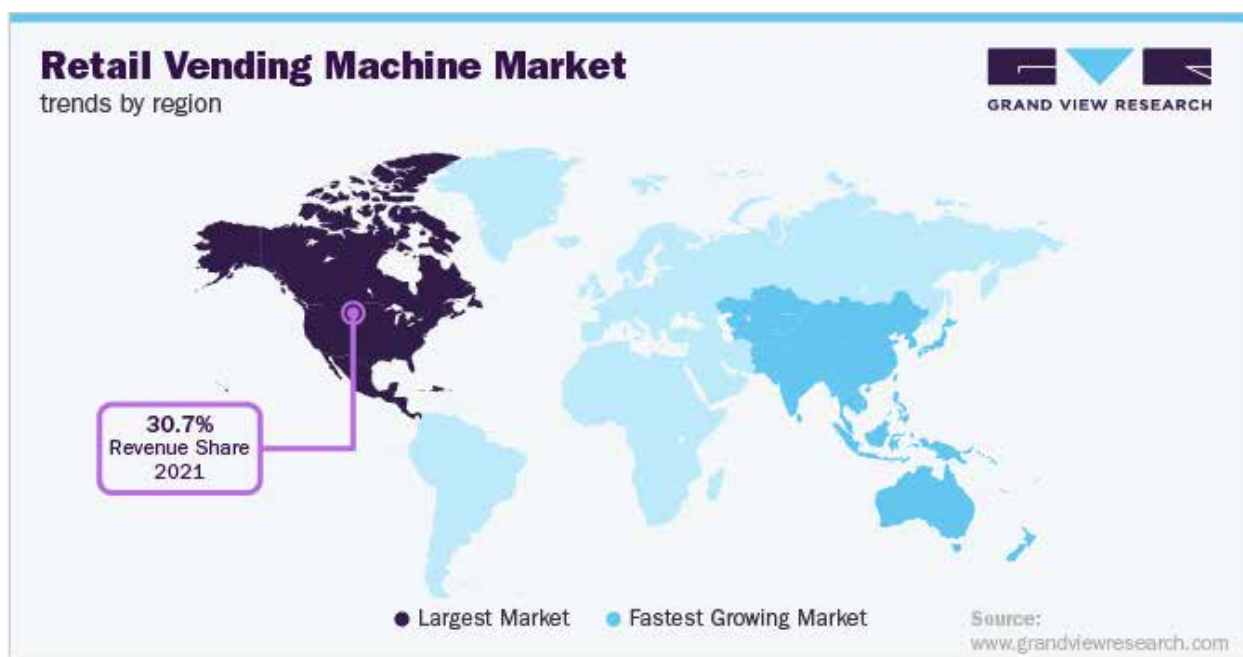 Retail Vending Machine Market
trends by region
GRAND VIEW RESEARCH
30.7%
Revenue Share
2021
Largest Market
Fastest Growing Market
Source:
www.grandviewresearch.com